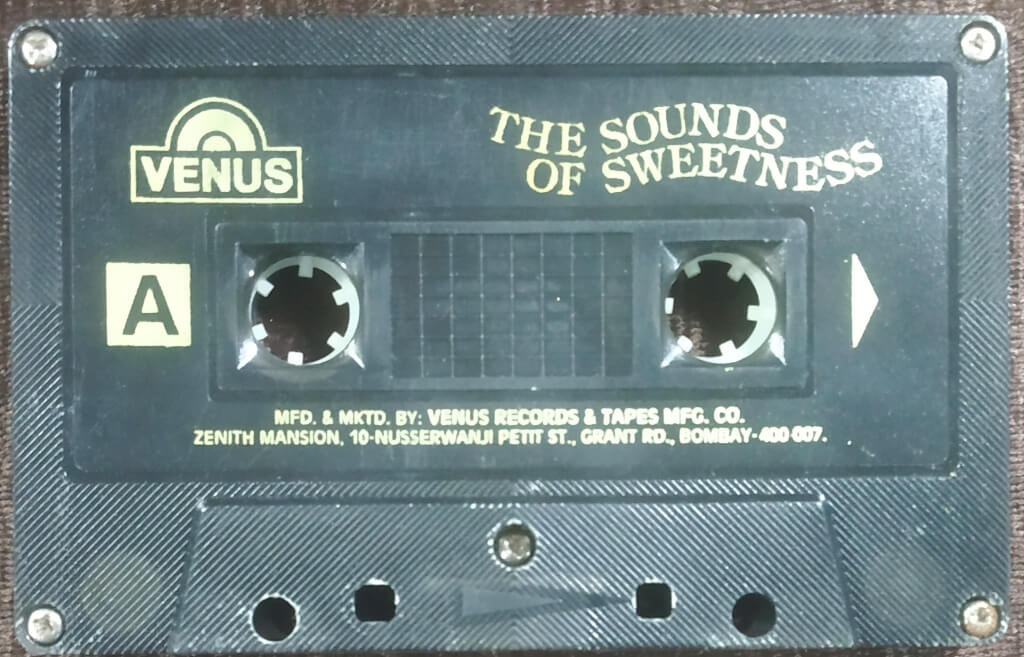 VENUS
THE SOUNDS
OF SWEETNESS
A
MFD. & MKTD. BY: VENUS RECORDS & TAPES MFG. CO.
ZENITH MANSION, 10-NUSSERWANJI PETIT ST., GRANT RD., BOMBAY-400 007.